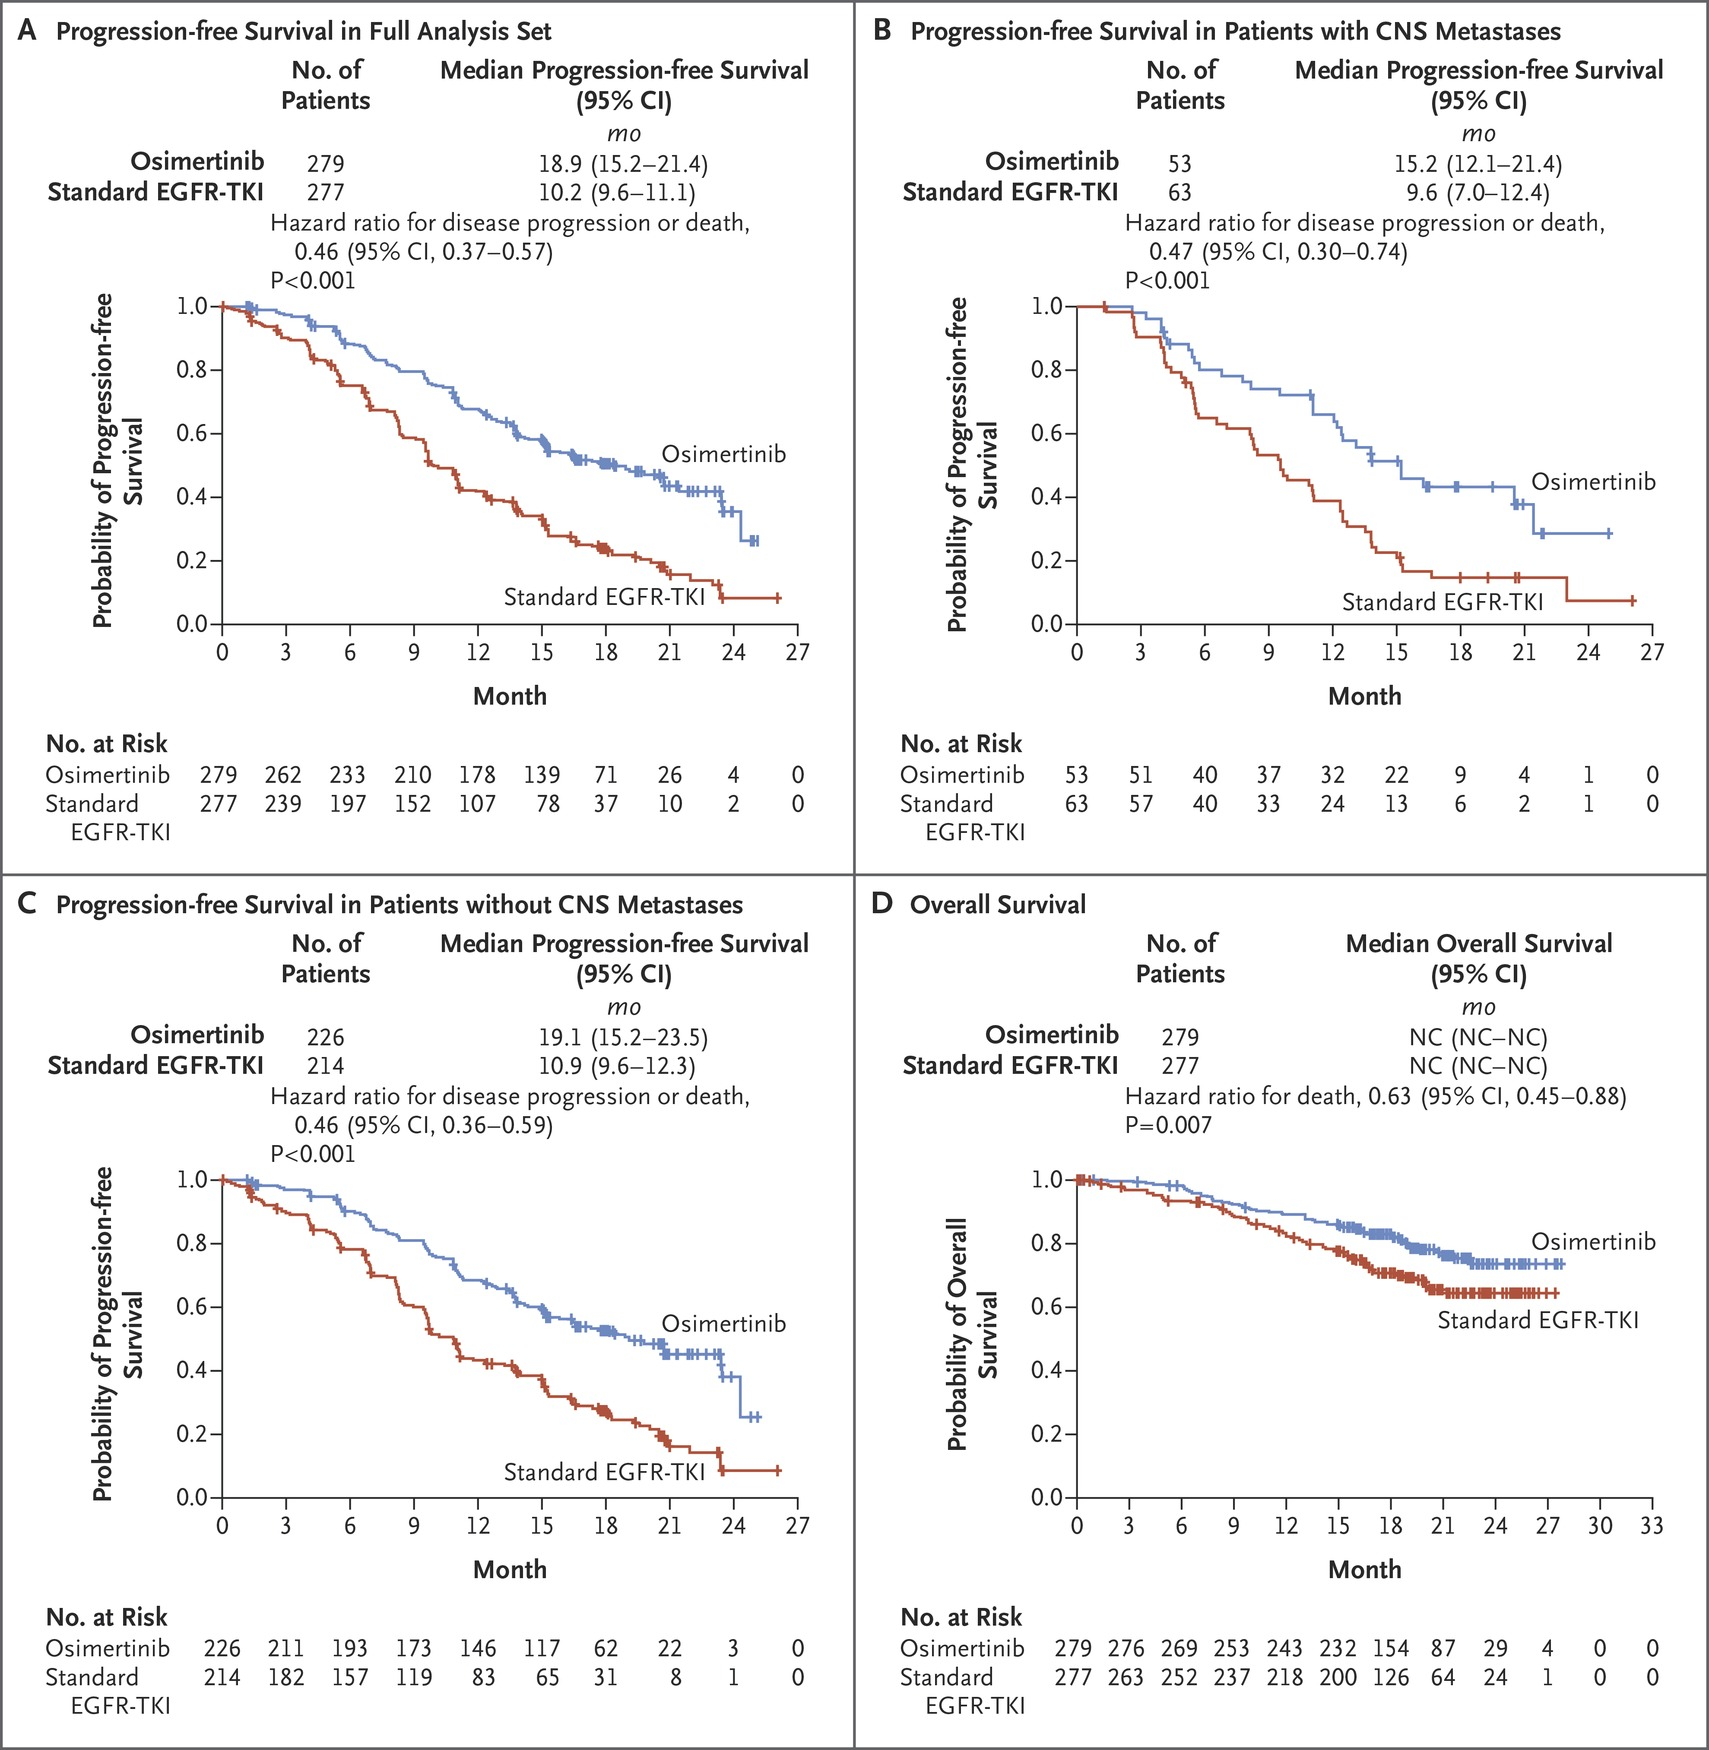 A Progression-free Survival in Full Analysis Set
No. of Patients
Median Progression-free Survival (95% CI)
mo
Osimertinib 279 18.9 (15.2–21.4)
Standard EGFR-TKI 277 10.2 (9.6–11.1)
Hazard ratio for disease progression or death,
0.46 (95% CI, 0.37–0.57)
P<0.001
Probability of Progression-free Survival
1.0
0.8
0.6
0.4
0.2
0.0
Osimertinib
Standard EGFR-TKI
0 3 6 9 12 15 18 21 24 27
Month
No. at Risk
Osimertinib 279 262 233 210 178 139 71 26 4 0
Standard EGFR-TKI 277 239 197 152 107 78 37 10 2 0
B Progression-free Survival in Patients with CNS Metastases
No. of Patients
Median Progression-free Survival (95% CI)
mo
Osimertinib 53 15.2 (12.1–21.4)
Standard EGFR-TKI 63 9.6 (7.0–12.4)
Hazard ratio for disease progression or death,
0.47 (95% CI, 0.30–0.74)
P<0.001
Probability of Progression-free Survival
1.0
0.8
0.6
0.4
0.2
0.0
Osimertinib
Standard EGFR-TKI
0 3 6 9 12 15 18 21 24 27
Month
No. at Risk
Osimertinib 53 51 40 37 32 22 9 4 1 0
Standard EGFR-TKI 63 57 40 33 24 13 6 2 1 0
C Progression-free Survival in Patients without CNS Metastases
No. of Patients
Median Progression-free Survival (95% CI)
mo
Osimertinib 226 19.1 (15.2–23.5)
Standard EGFR-TKI 214 10.9 (9.6–12.3)
Hazard ratio for disease progression or death,
0.46 (95% CI, 0.36–0.59)
P<0.001
Probability of Progression-free Survival
1.0
0.8
0.6
0.4
0.2
0.0
Osimertinib
Standard EGFR-TKI
0 3 6 9 12 15 18 21 24 27
Month
No. at Risk
Osimertinib 226 211 193 173 146 117 62 22 3 0
Standard EGFR-TKI 214 182 157 119 83 65 31 8 1 0
D Overall Survival
No. of Patients
Median Overall Survival (95% CI)
mo
Osimertinib 279 NC (NC–NC)
Standard EGFR-TKI 277 NC (NC–NC)
Hazard ratio for death, 0.63 (95% CI, 0.45–0.88)
P=0.007
Probability of Overall Survival
1.0
0.8
0.6
0.4
0.2
0.0
Osimertinib
Standard EGFR-TKI
0 3 6 9 12 15 18 21 24 27 30 33
Month
No. at Risk
Osimertinib 279 276 269 253 243 232 154 87 29 4 0 0
Standard EGFR-TKI 277 263 252 237 218 200 126 64 24 1 0 0